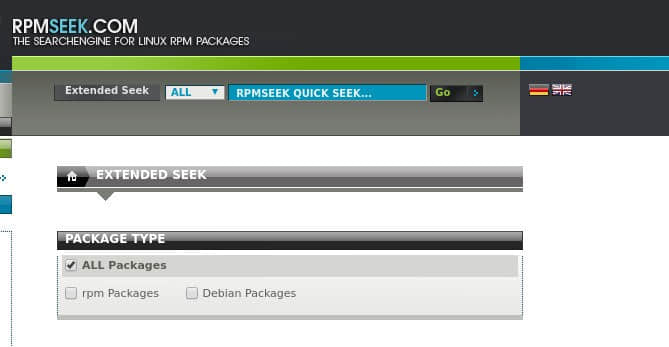 RPMSEEK.COM
THE SEARCHENGINE FOR LINUX RPM PACKAGES
Extended Seek ALL RPMSEEK QUICK SEEK... Go
EXTENDED SEEK
PACKAGE TYPE
ALL Packages
rpm Packages Debian Packages